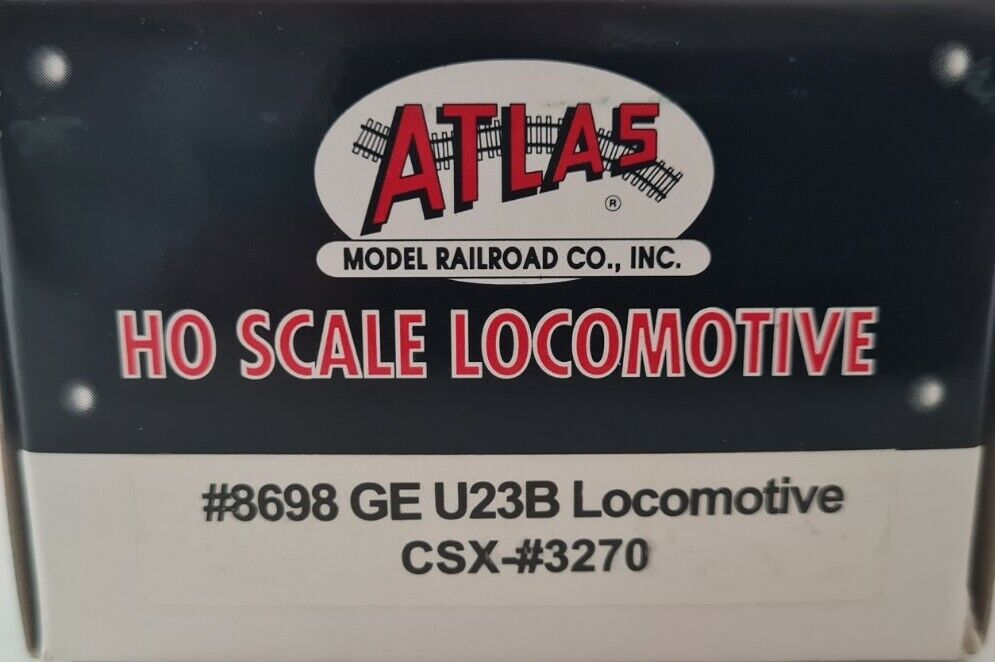 ATLAS
®
MODEL RAILROAD CO., INC.
HO SCALE LOCOMOTIVE
#8698 GE U23B Locomotive
CSX-#3270